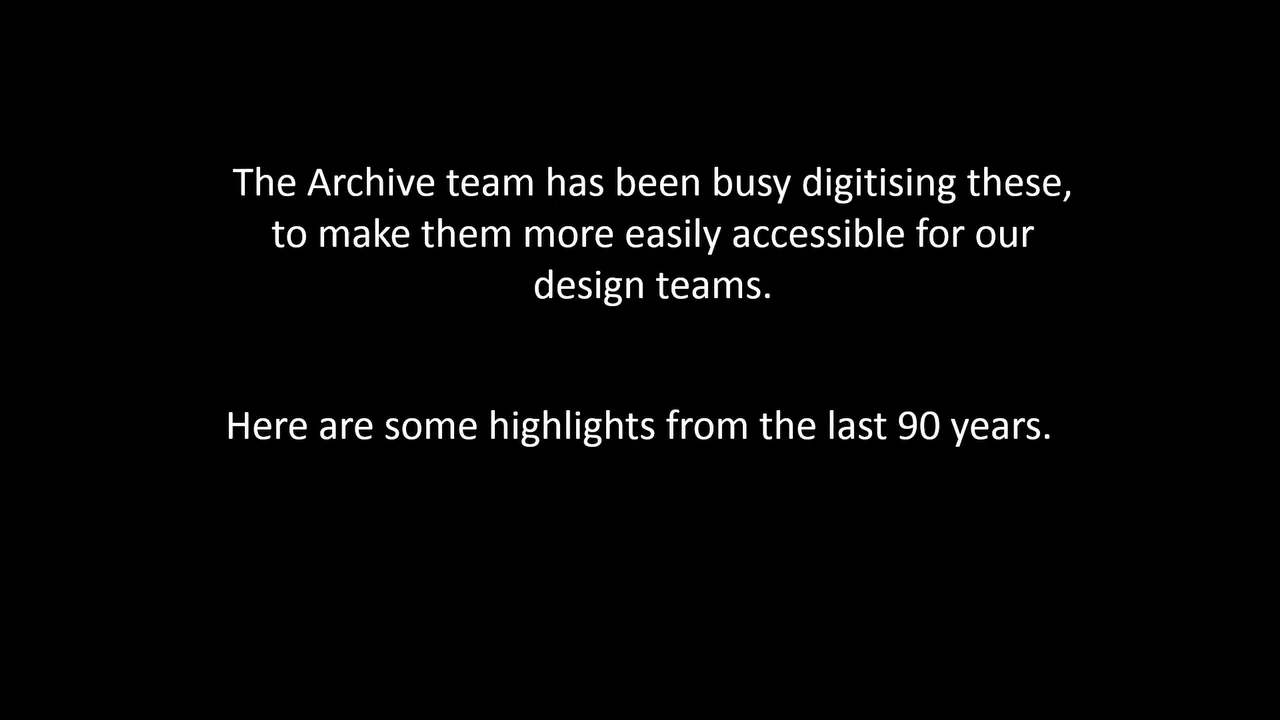 The Archive team has been busy digitising these,
to make them more easily accessible for our
design teams.
Here are some highlights from the last 90 years.